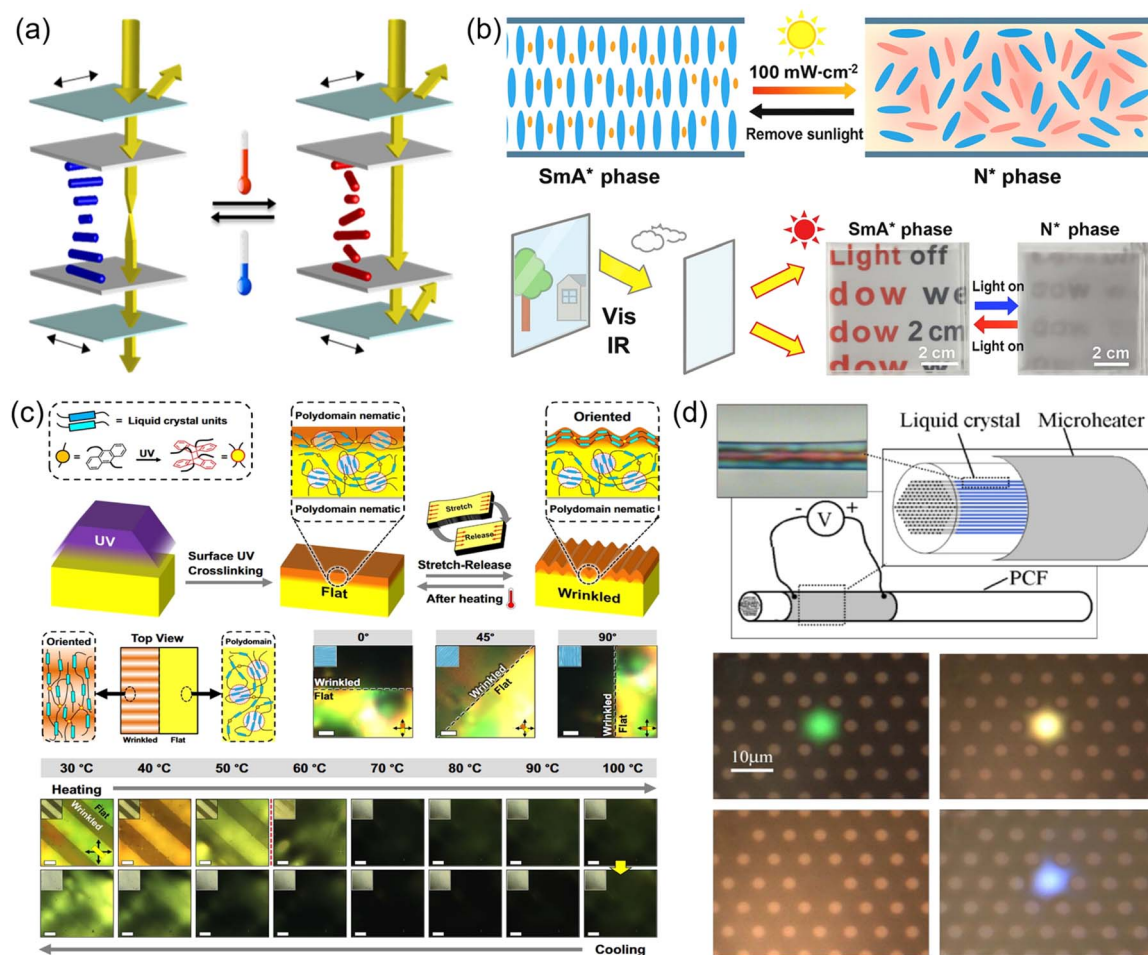 (a)
(b)
100 mW·cm-2
Remove sunlight
SmA* phase
N* phase
Vis
IR
SmA* phase
N* phase
Light off
dow we
dow 2 cm
dow w
2 cm
Light on
Light on
dow
2 cm
(c)
= Liquid crystal units
=
UV
=
Polydomain nematic
Polydomain nematic
Oriented
Polydomain nematic
UV
Surface UV
Crosslinking
Flat
Stretch
Release
Stretch-Release
After heating
Wrinkled
Oriented
Top View
Polydomain
Wrinkled
Flat
0°
45°
90°
Wrinkled
Flat
Wrinkled
Flat
Wrinkled
Flat
30 °C
40 °C
50 °C
60 °C
70 °C
80 °C
90 °C
100 °C
Heating
Wrinkled
Flat
Cooling
(d)
Liquid crystal
Microheater
- V +
PCF
10μm